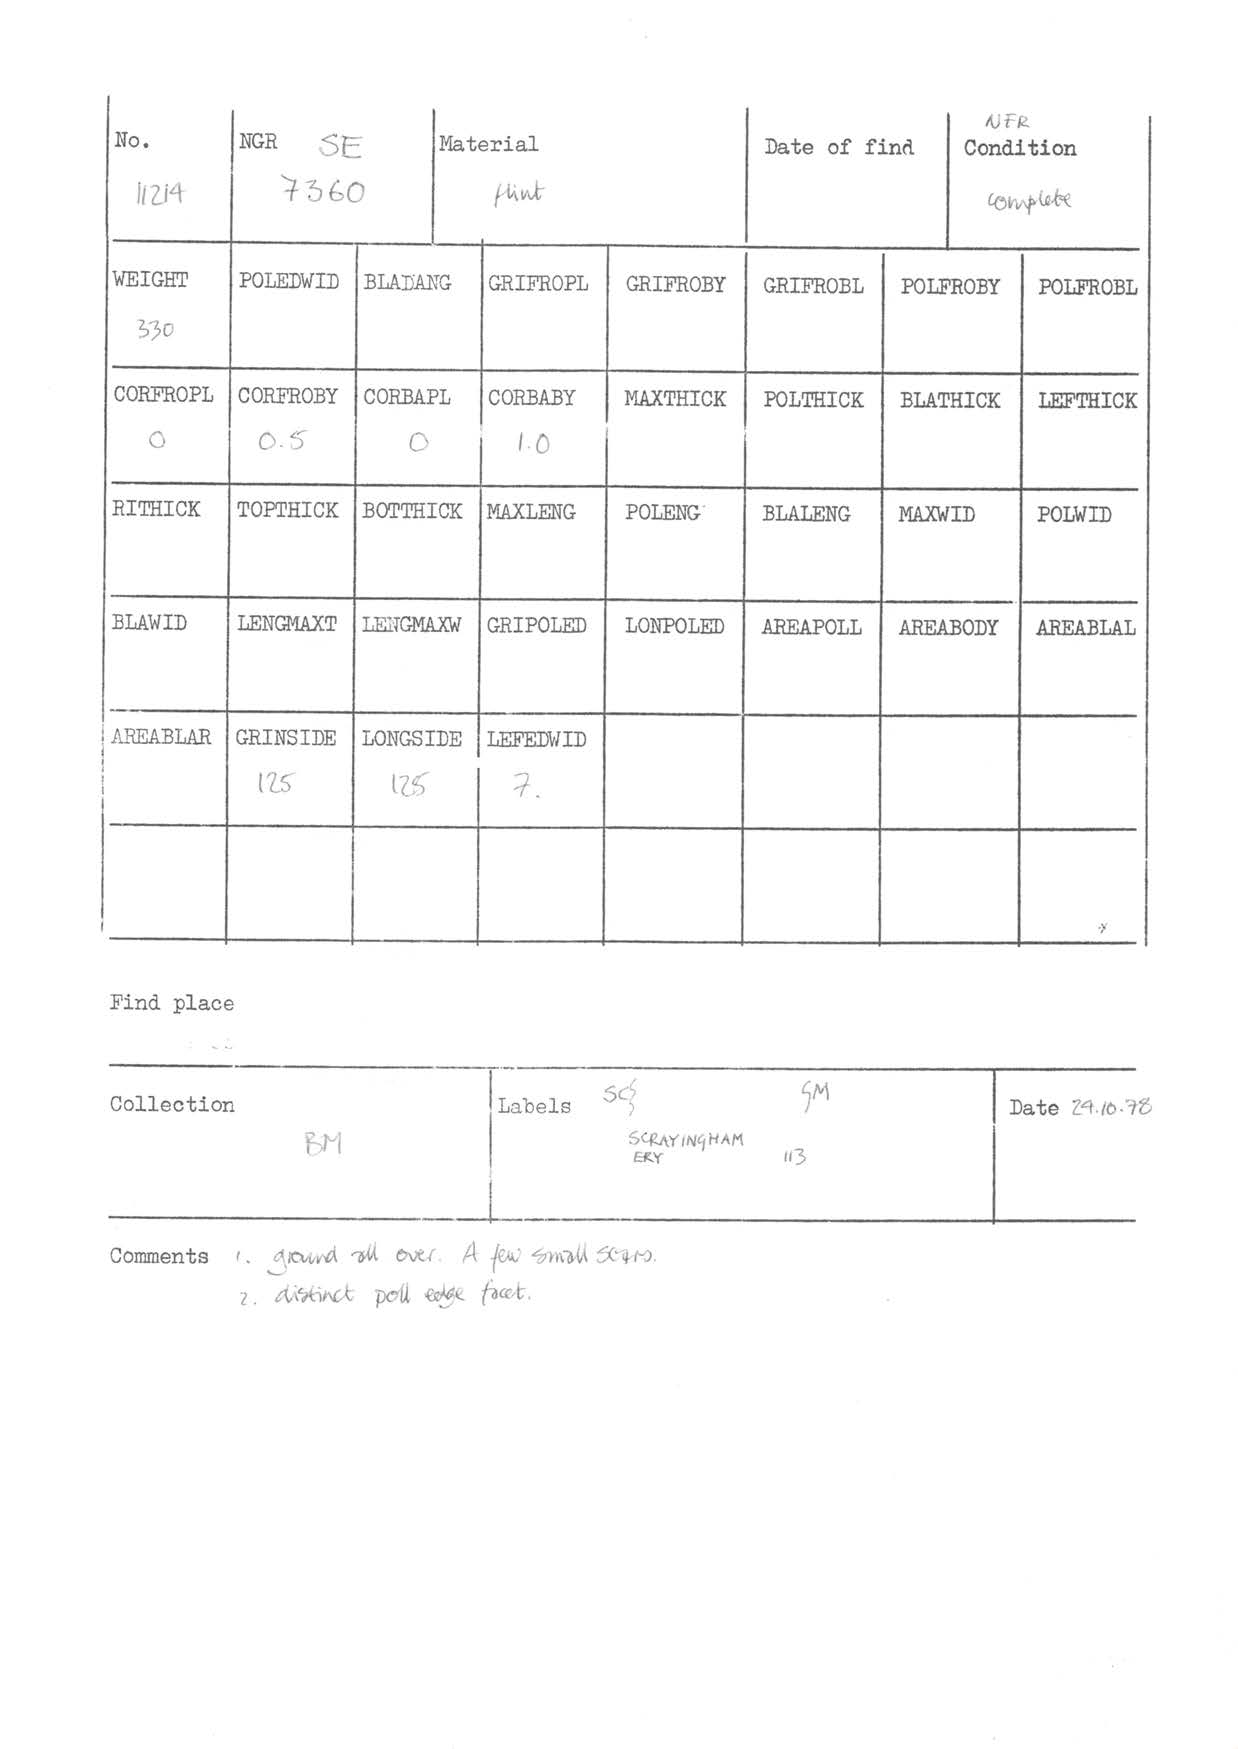 NFR
No. NGR SE Material Date of find Condition
11214 7360 flint complete
WEIGHT POLEDWID BLADANG GRIFROPL GRIFROBY GRIFROBL POLFROBY POLFROBL
330
CORFROPL CORFROBY CORBAPL CORBABY MAXTHICK POLTHICK BLATHICK LEFTHICK
0 0.5 0 1.0
RITHICK TOPTHICK BOTTHICK MAXLENG POLENG BLALENG MAXWID POLWID
BLAWID LENGMAXT LENGMAXW GRIPOLED LONPOLED AREAPOLL AREABODY AREABLAL
AREABLAR GRINSIDE LONGSIDE LEFEDWID
125 125 7.
Find place
Collection Labels GM Date 24.10.78
BM SCRAYINGHAM
ERY 113
Comments 1. ground all over. A few small scars.
2. distinct poll edge facet.